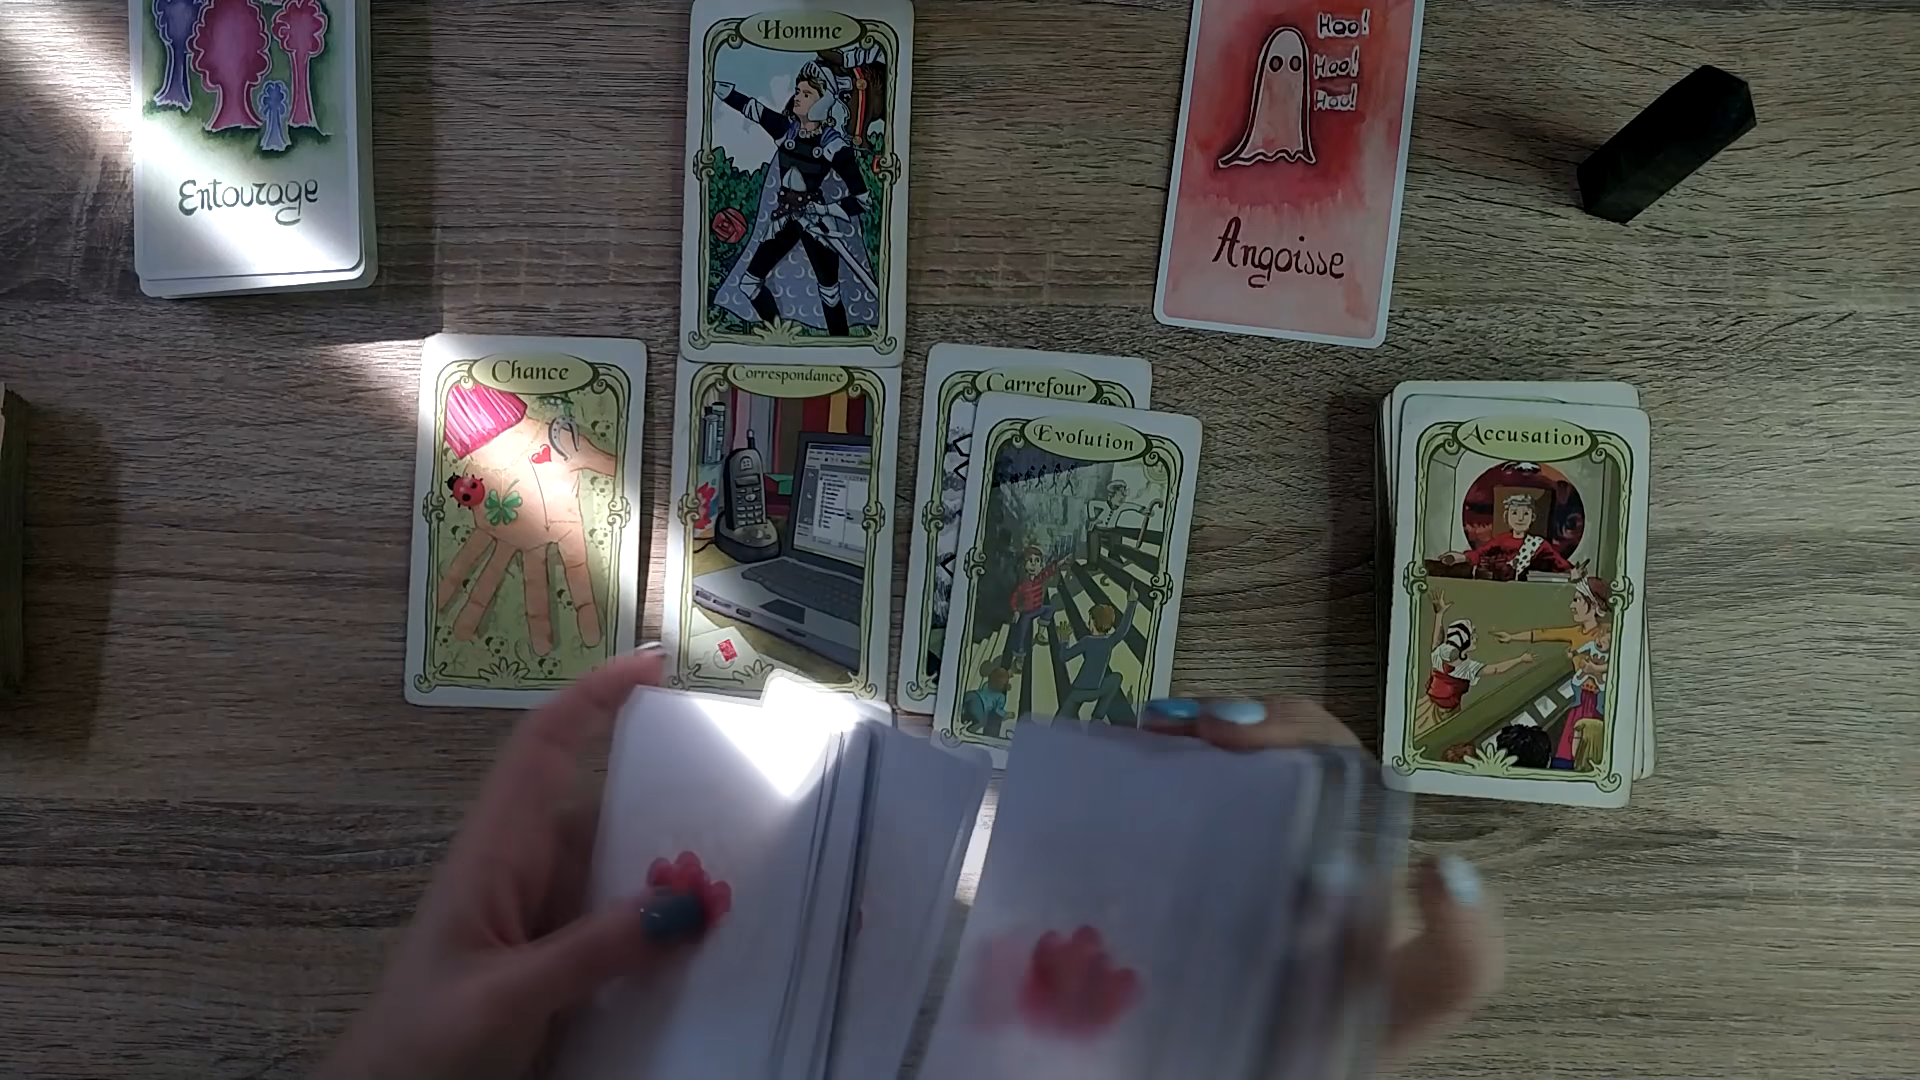 Homme
Hoo!
Hoo!
Hoo!
Entourage
Angoisse
Chance
Correspondance
Carrefour
Evolution
Accusation